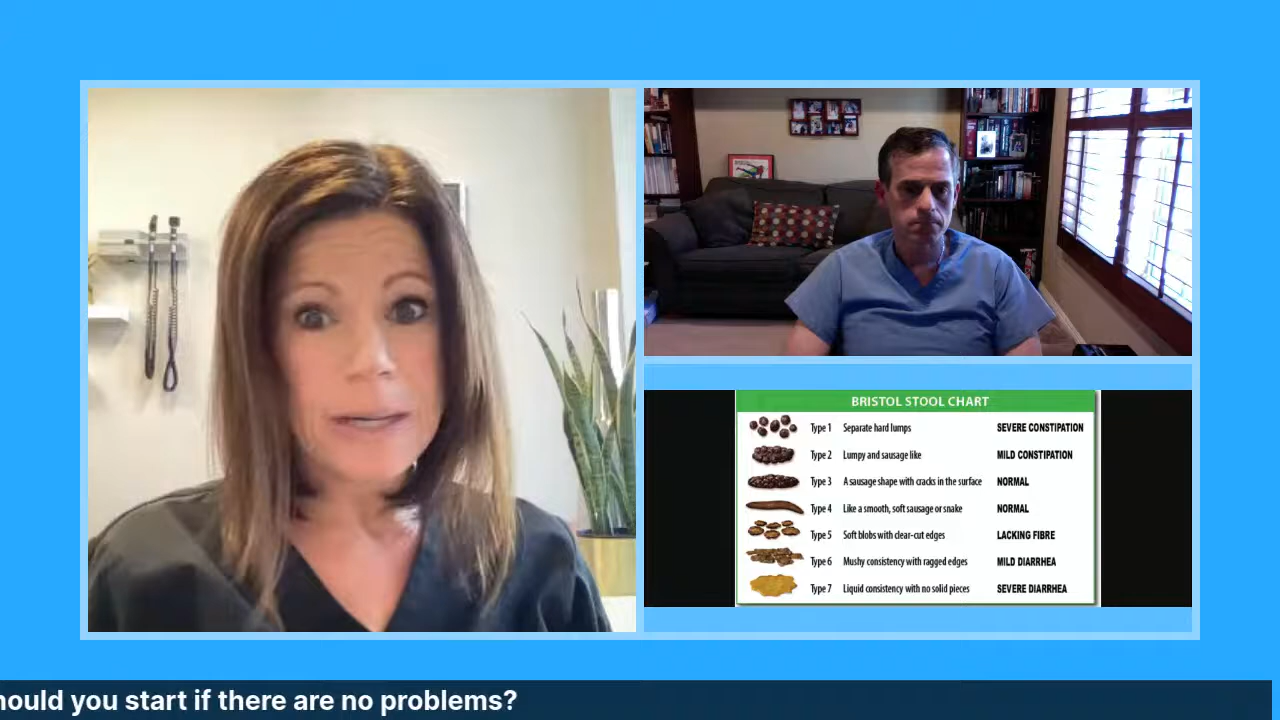 BRISTOL STOOL CHART
Type 1 Separate hard lumps SEVERE CONSTIPATION
Type 2 Lumpy and sausage like MILD CONSTIPATION
Type 3 A sausage shape with cracks in the surface NORMAL
Type 4 Like a smooth, soft sausage or snake NORMAL
Type 5 Soft blobs with clear-cut edges LACKING FIBRE
Type 6 Mushy consistency with ragged edges MILD DIARRHEA
Type 7 Liquid consistency with no solid pieces SEVERE DIARRHEA
hould you start if there are no problems?